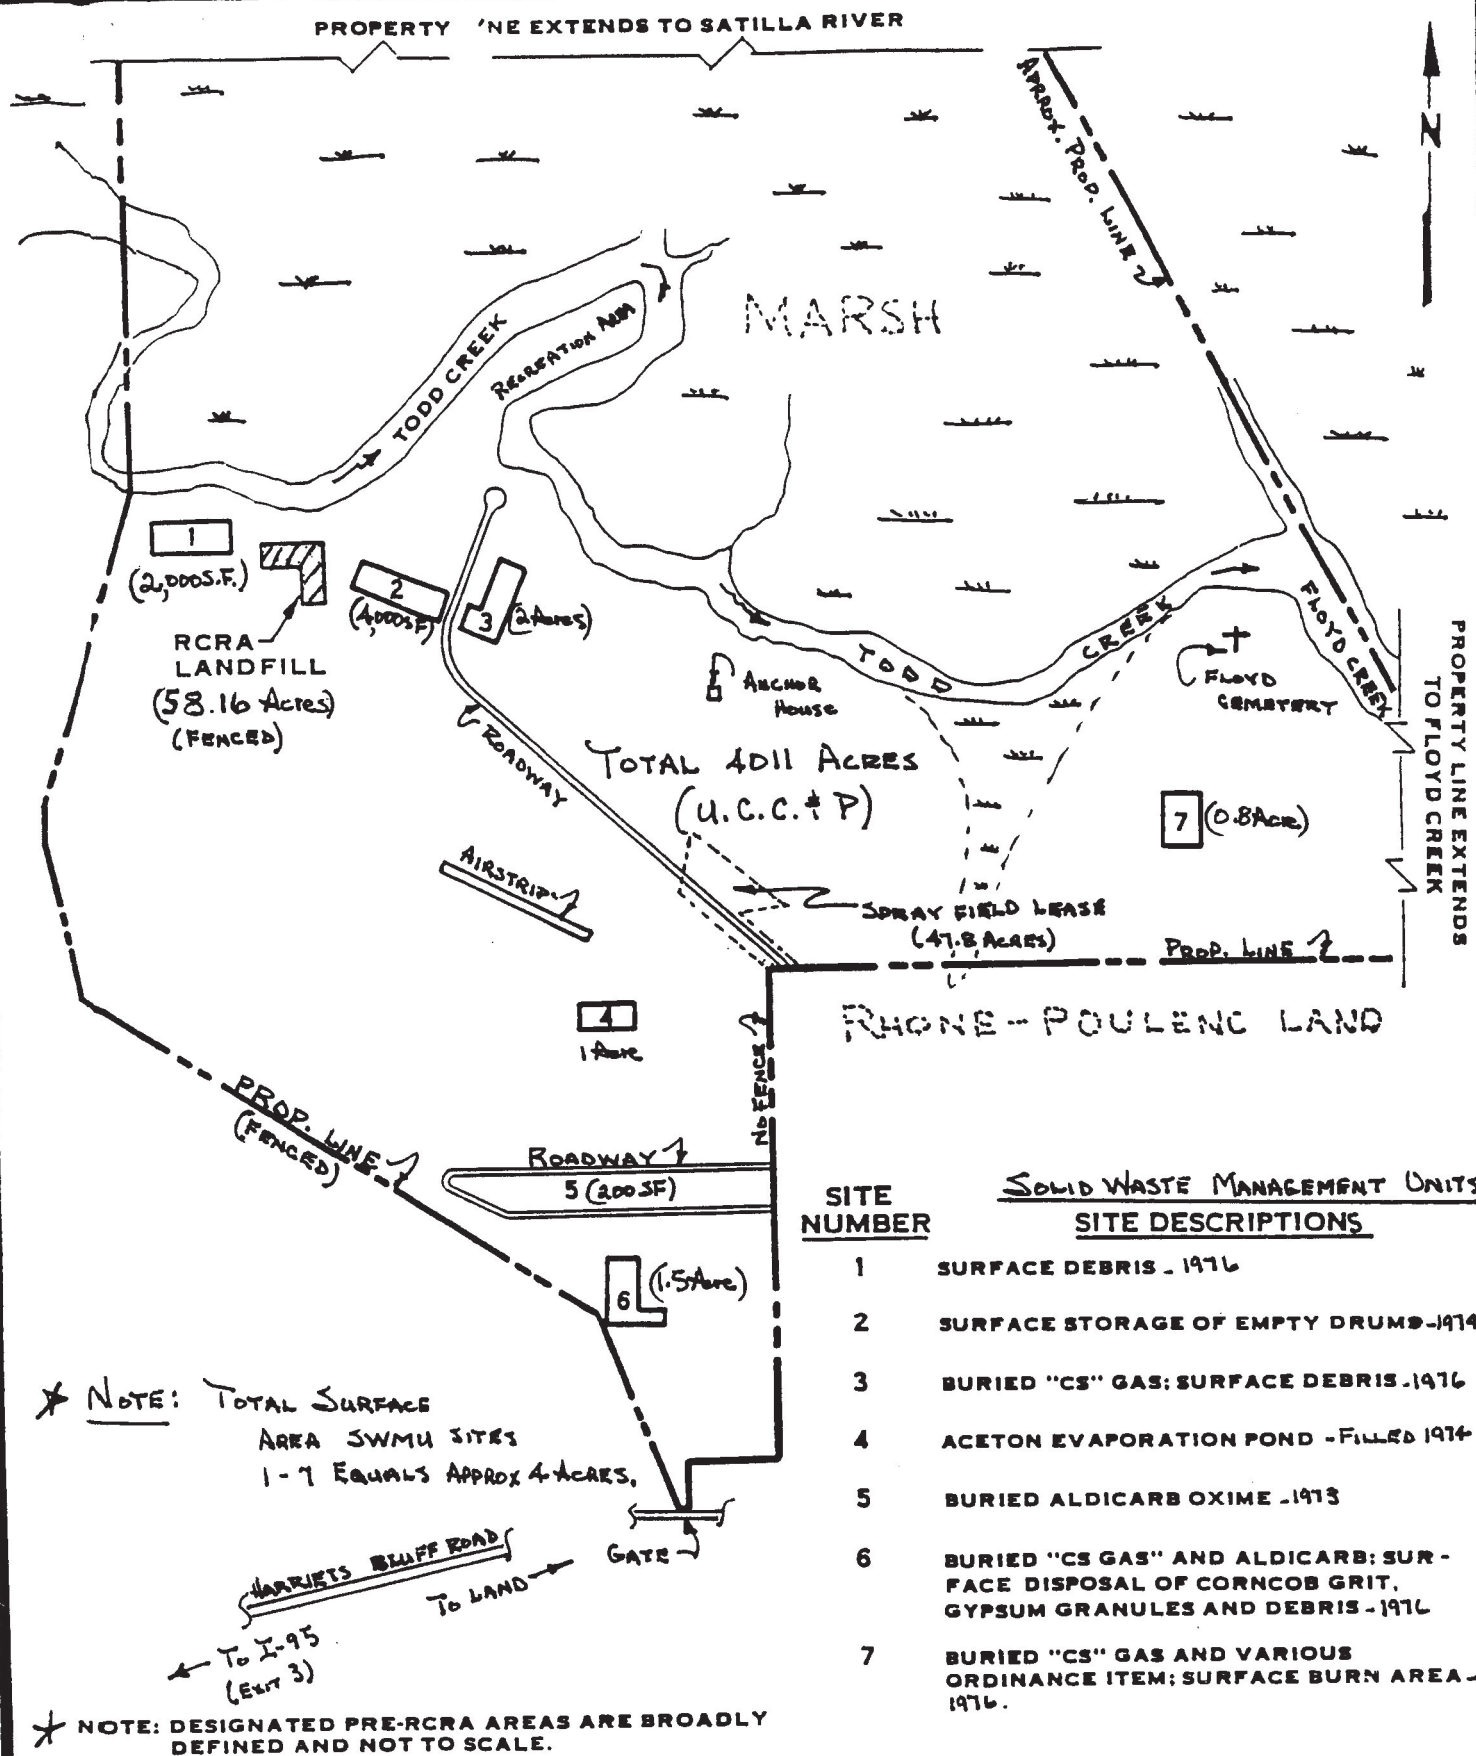 PROPERTY 'NE EXTENDS TO SATILLA RIVER
N
APPROX. PROP. LINE
MARSH
TODD CREEK
RECREATION AREA
1
(2,000 S.F.)
2
(4,000 SF)
3
(2 Acres)
RCRA
LANDFILL
(58.16 Acres)
(FENCED)
ROADWAY
ANCHOR
HOUSE
TODD
CREEK
FLOYD CREEK
FLOYD
CEMETERY
PROPERTY LINE EXTENDS
TO FLOYD CREEK
TOTAL 4011 ACRES
(U.C.C. & P)
7
(0.8 Acre)
AIRSTRIP
SPRAY FIELD LEASE
(47.8 ACRES)
PROP. LINE
RHONE-POULENC LAND
4
1 Acre
NO FENCE
PROP. LINE
(FENCED)
ROADWAY
5 (200 SF)
6
(1.5 Acre)
SOLID WASTE MANAGEMENT UNITS
SITE
NUMBER
SITE DESCRIPTIONS
1 SURFACE DEBRIS - 1976
2 SURFACE STORAGE OF EMPTY DRUMS - 1974
3 BURIED "CS" GAS; SURFACE DEBRIS - 1976
4 ACETON EVAPORATION POND - FILLED 1974
5 BURIED ALDICARB OXIME - 1973
6 BURIED "CS GAS" AND ALDICARB: SUR-
FACE DISPOSAL OF CORNCOB GRIT,
GYPSUM GRANULES AND DEBRIS - 1976
7 BURIED "CS" GAS AND VARIOUS
ORDINANCE ITEM; SURFACE BURN AREA -
1976.
* NOTE: TOTAL SURFACE
AREA SWMU SITES
1-7 EQUALS APPROX 4 ACRES.
GATE
HARRIETS BLUFF ROAD
TO LAND
TO I-95
(EXIT 3)
* NOTE: DESIGNATED PRE-RCRA AREAS ARE BROADLY
DEFINED AND NOT TO SCALE.